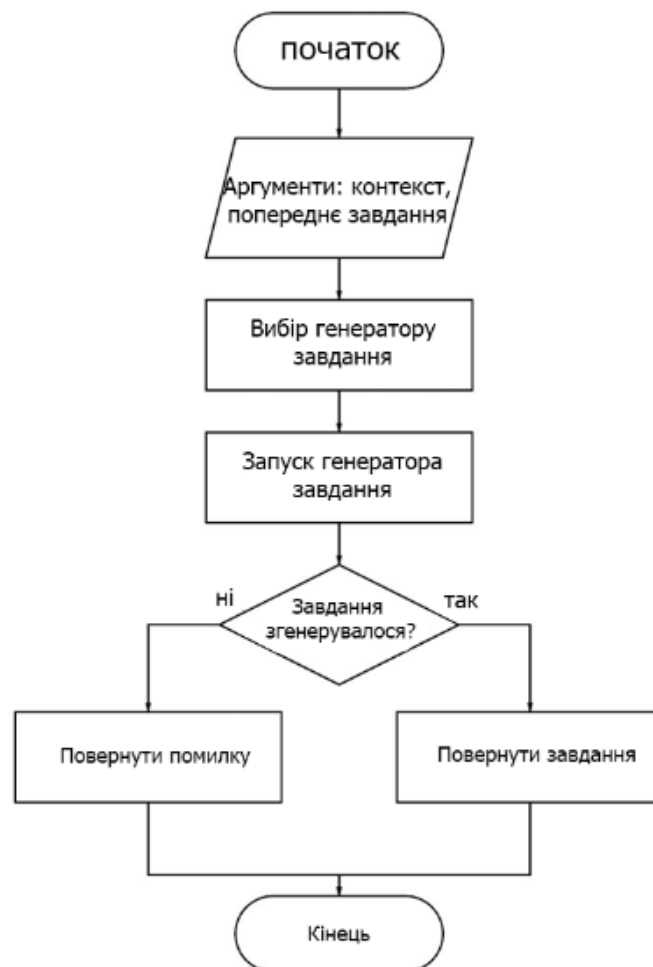 початок
Аргументи: контекст,
попереднє завдання
Вибір генератору
завдання
Запуск генератора
завдання
ні
так
Завдання
згенерувалося?
Повернути помилку
Повернути завдання
Кінець